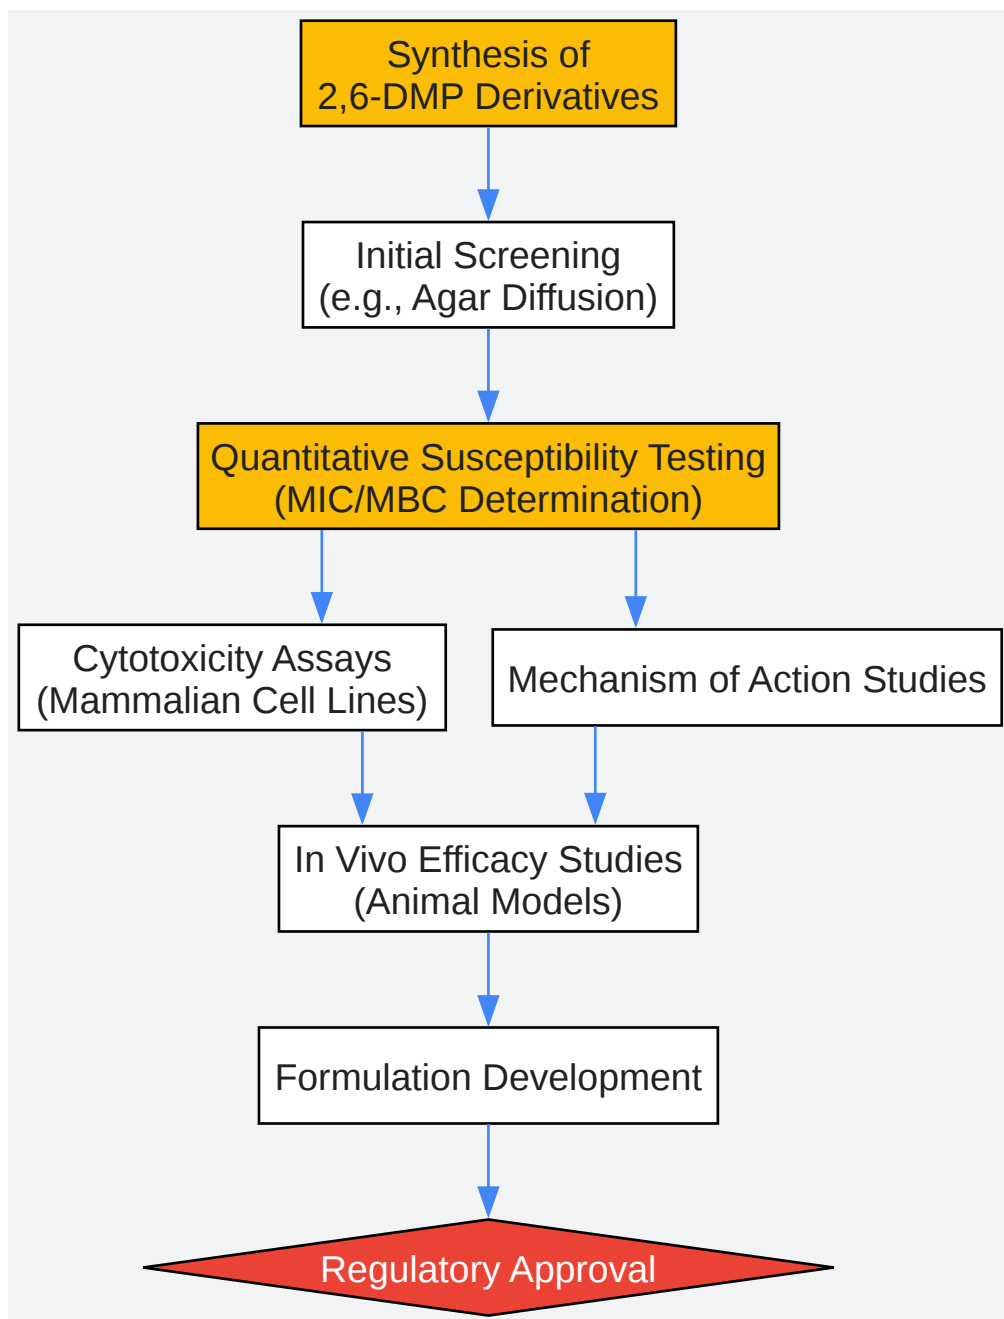 Synthesis of
2,6-DMP Derivatives
Initial Screening
(e.g., Agar Diffusion)
Quantitative Susceptibility Testing
(MIC/MBC Determination)
Cytotoxicity Assays
(Mammalian Cell Lines)
Mechanism of Action Studies
In Vivo Efficacy Studies
(Animal Models)
Formulation Development
Regulatory Approval